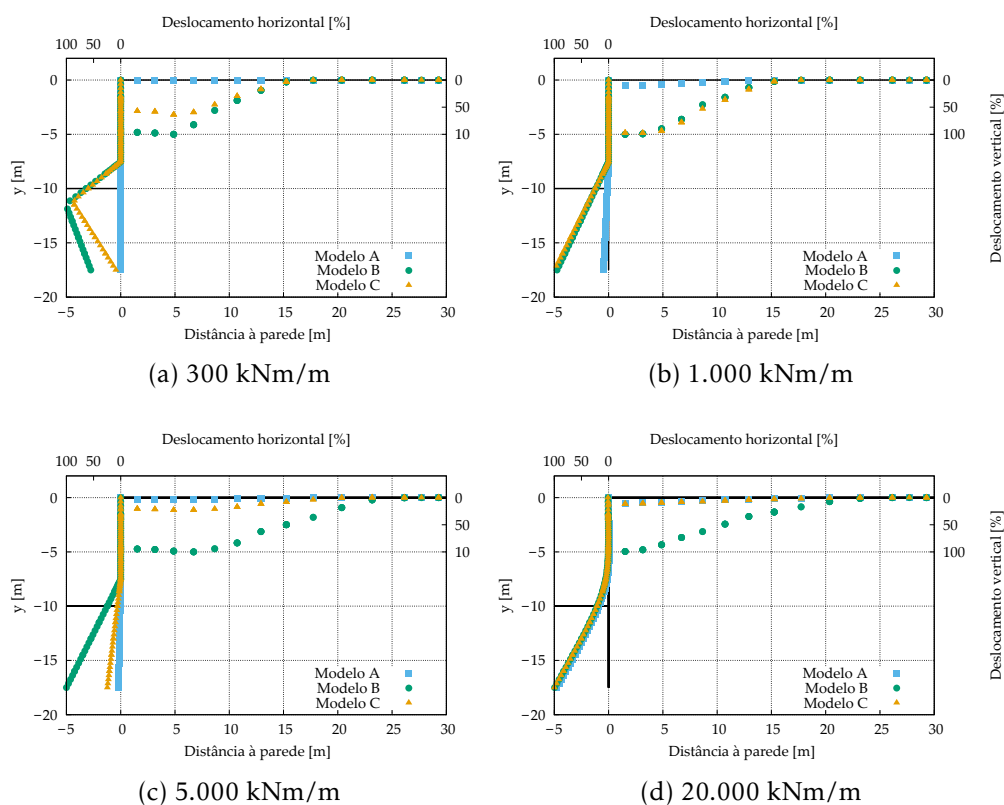 Deslocamento horizontal [%]
100 50 0
0
−5
−10
−15
−20
y [m]
0
50
10
Modelo A
Modelo B
Modelo C
−5 0 5 10 15 20 25 30
Distância à parede [m]
(a) 300 kNm/m
Deslocamento horizontal [%]
100 50 0
0
−5
−10
−15
−20
y [m]
0
50
100
Deslocamento vertical [%]
Modelo A
Modelo B
Modelo C
−5 0 5 10 15 20 25 30
Distância à parede [m]
(b) 1.000 kNm/m
Deslocamento horizontal [%]
100 50 0
0
−5
−10
−15
−20
y [m]
0
50
10
Modelo A
Modelo B
Modelo C
−5 0 5 10 15 20 25 30
Distância à parede [m]
(c) 5.000 kNm/m
Deslocamento horizontal [%]
100 50 0
0
−5
−10
−15
−20
y [m]
0
50
100
Deslocamento vertical [%]
Modelo A
Modelo B
Modelo C
−5 0 5 10 15 20 25 30
Distância à parede [m]
(d) 20.000 kNm/m